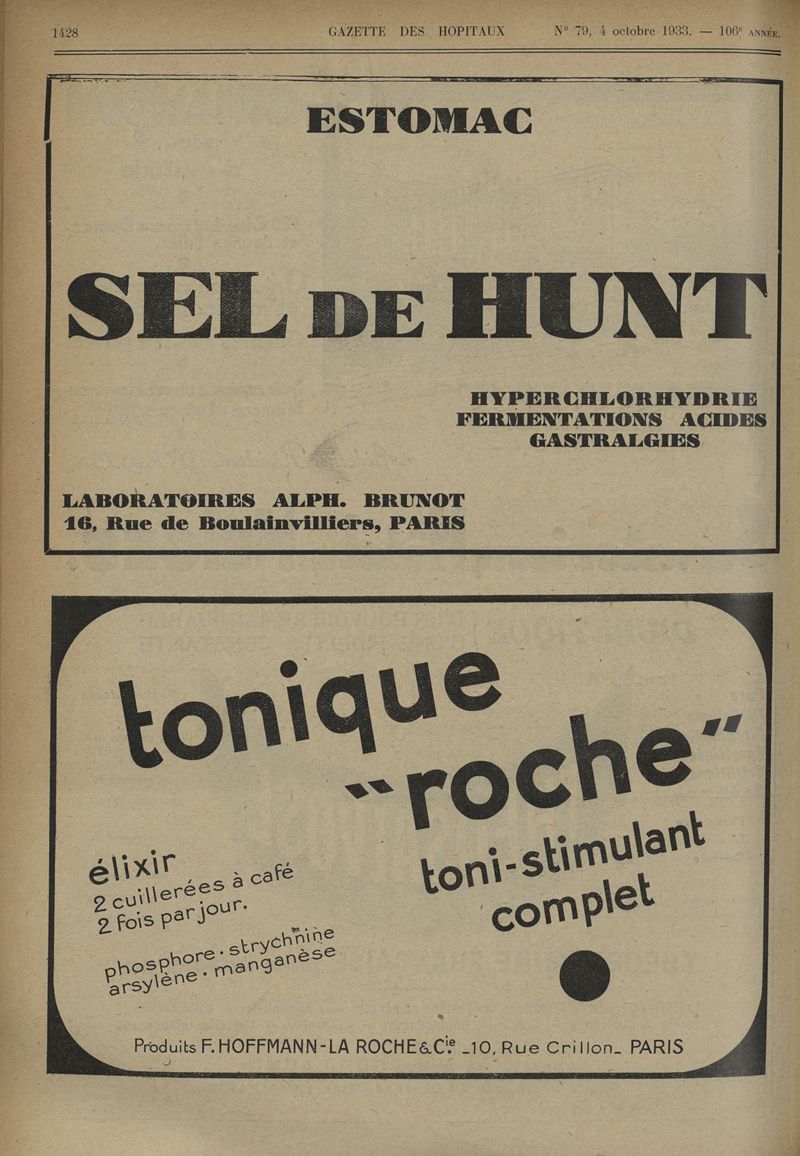 1428 GAZETTE DES HOPITAUX N° 79, 4 octobre 1933. — 106e ANNÉE.
ESTOMAC
SEL DE HUNT
HYPERCHLORHYDRIE
FERMENTATIONS ACIDES
GASTRALGIES
LABORATOIRES ALPH. BRUNOT
16, Rue de Boulainvilliers, PARIS
tonique
"roche"
toni-stimulant
complet
élixir
2 cuillerées à café
2 fois par jour.
phosphore · strychnine
arsylène · manganèse
Produits F. HOFFMANN-LA ROCHE & Cie _10, Rue Crillon_ PARIS